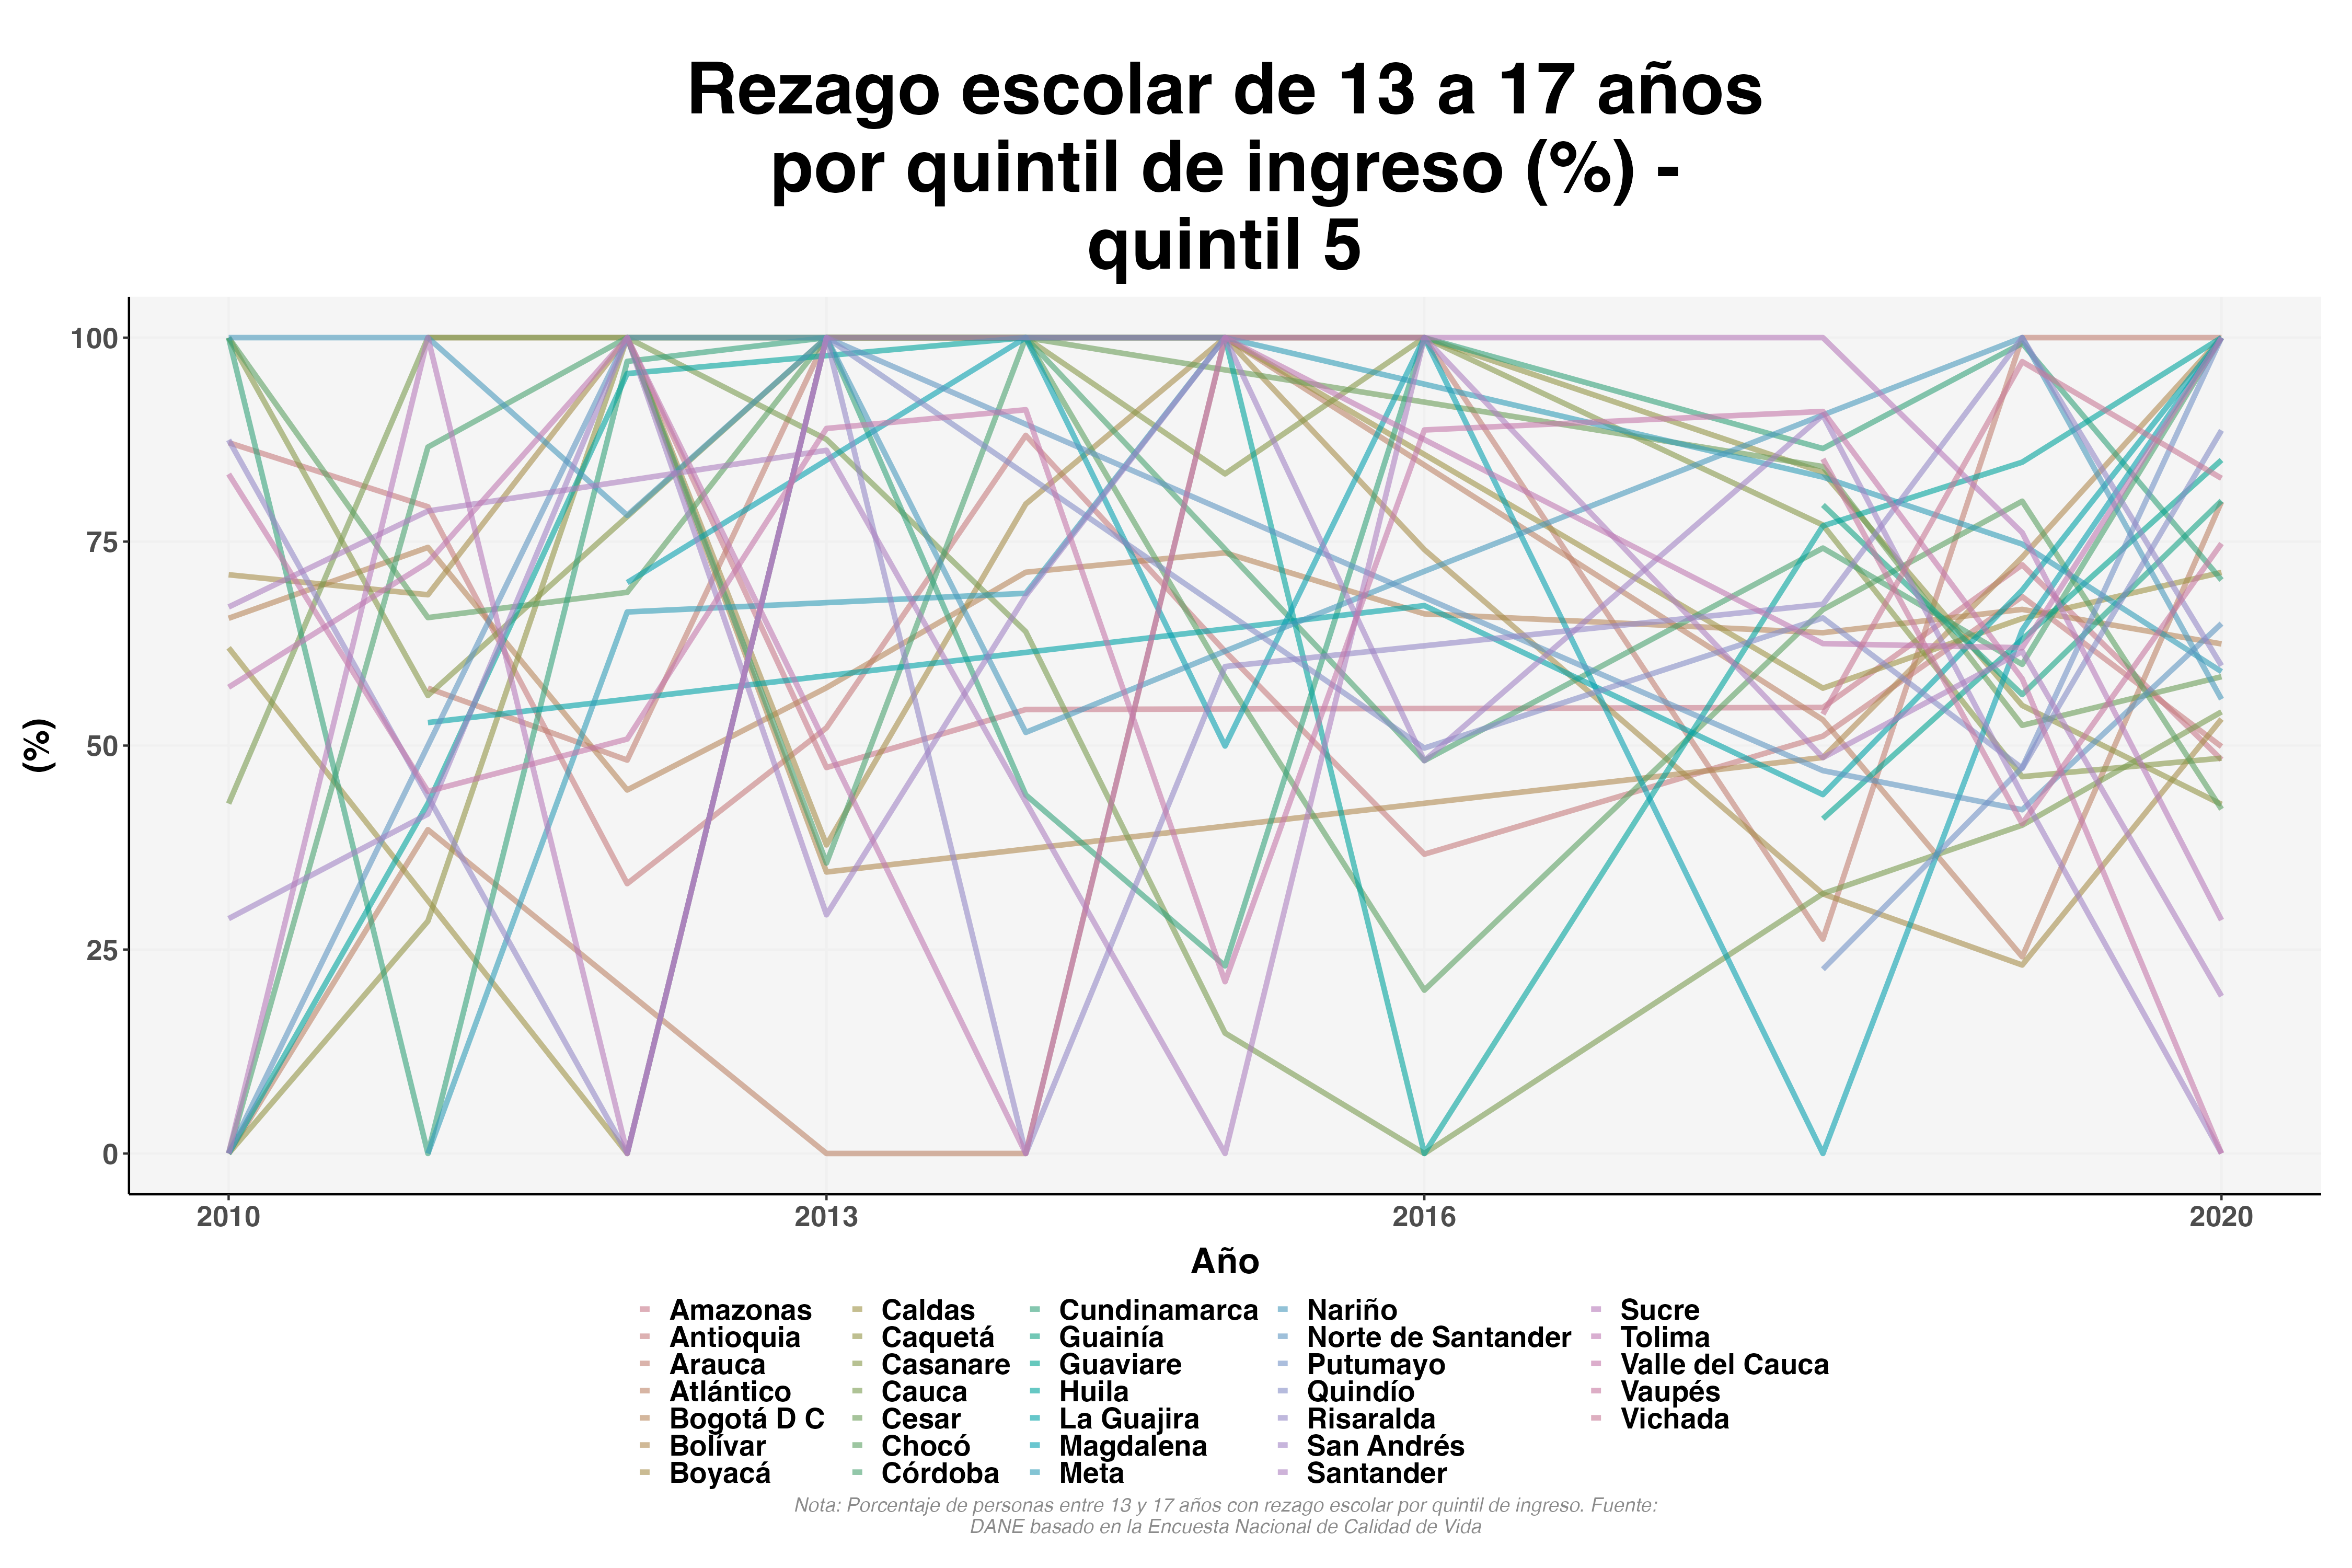 Rezago escolar de 13 a 17 años
por quintil de ingreso (%) -
quintil 5
(%)
100
75
50
25
0
2010 2013 2016 2020
Año
Amazonas Caldas Cundinamarca Nariño Sucre
Antioquia Caquetá Guainía Norte de Santander Tolima
Arauca Casanare Guaviare Putumayo Valle del Cauca
Atlántico Cauca Huila Quindío Vaupés
Bogotá D C Cesar La Guajira Risaralda Vichada
Bolívar Chocó Magdalena San Andrés
Boyacá Córdoba Meta Santander
Nota: Porcentaje de personas entre 13 y 17 años con rezago escolar por quintil de ingreso. Fuente:
DANE basado en la Encuesta Nacional de Calidad de Vida